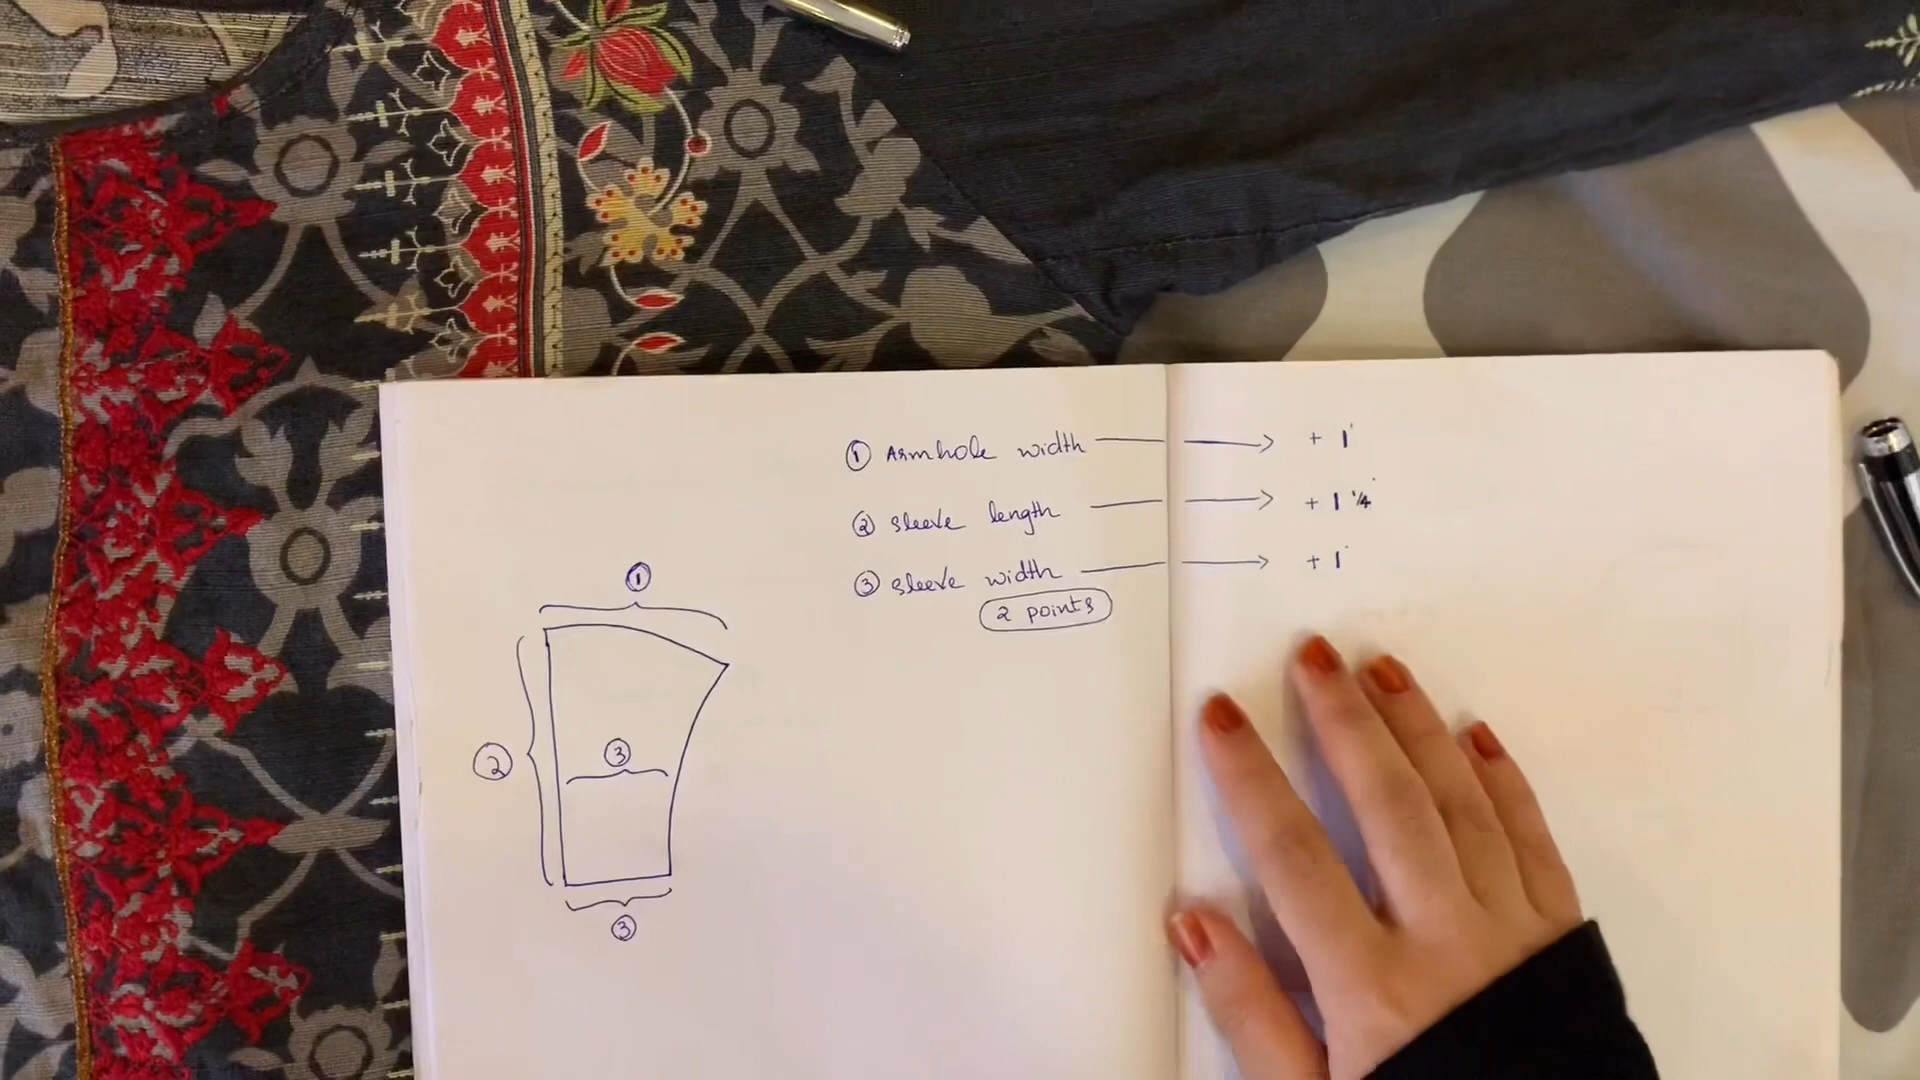 ① Armhole width → + 1"
② sleeve length → + 1 1/4"
③ sleeve width → + 1"
2 points
①
②
③
③